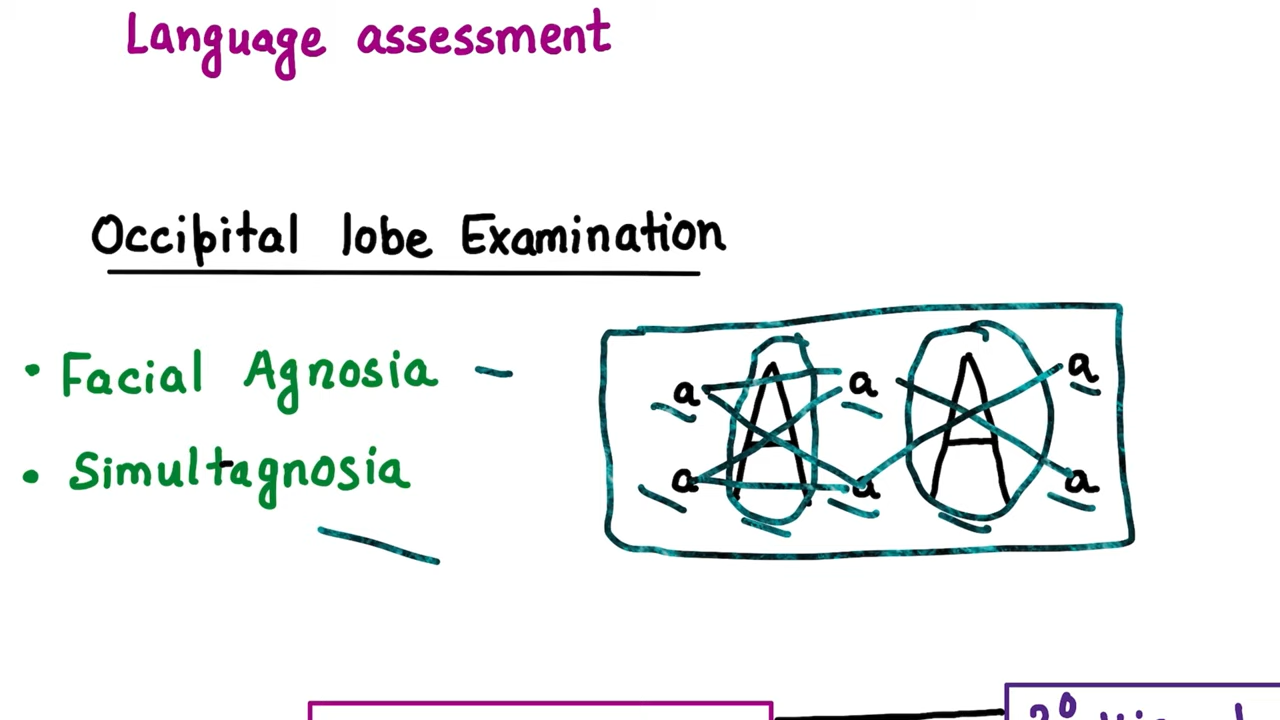 Language assessment
Occipital lobe Examination
• Facial Agnosia -
• Simultagnosia
a A a A a
a a a